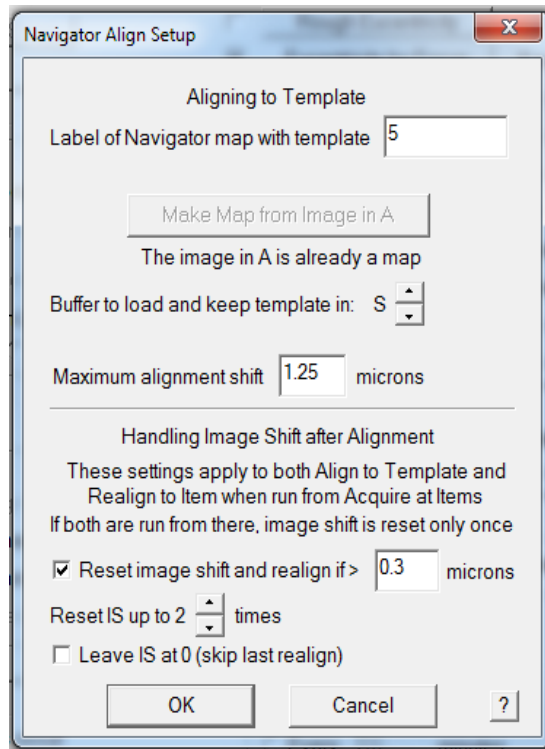 Navigator Align Setup
Aligning to Template
Label of Navigator map with template 5
Make Map from Image in A
The image in A is already a map
Buffer to load and keep template in: S
Maximum alignment shift 1.25 microns
Handling Image Shift after Alignment
These settings apply to both Align to Template and
Realign to Item when run from Acquire at Items
If both are run from there, image shift is reset only once
Reset image shift and realign if > 0.3 microns
Reset IS up to 2 times
Leave IS at 0 (skip last realign)
OK Cancel ?